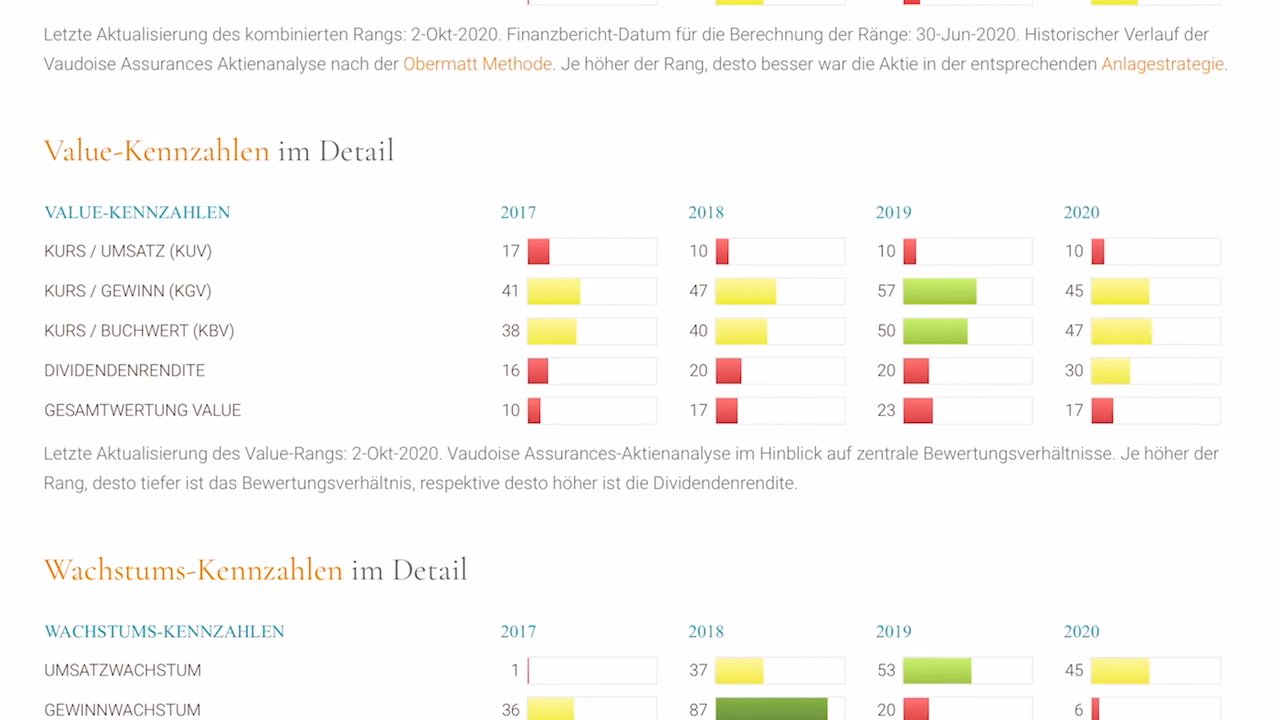 Letzte Aktualisierung des kombinierten Rangs: 2-Okt-2020. Finanzbericht-Datum für die Berechnung der Ränge: 30-Jun-2020. Historischer Verlauf der
Vaudoise Assurances Aktienanalyse nach der Obermatt Methode. Je höher der Rang, desto besser war die Aktie in der entsprechenden Anlagestrategie.
Value-Kennzahlen im Detail
VALUE-KENNZAHLEN 2017 2018 2019 2020
KURS / UMSATZ (KUV) 17 10 10 10
KURS / GEWINN (KGV) 41 47 57 45
KURS / BUCHWERT (KBV) 38 40 50 47
DIVIDENDENRENDITE 16 20 20 30
GESAMTWERTUNG VALUE 10 17 23 17
Letzte Aktualisierung des Value-Rangs: 2-Okt-2020. Vaudoise Assurances-Aktienanalyse im Hinblick auf zentrale Bewertungsverhältnisse. Je höher der
Rang, desto tiefer ist das Bewertungsverhältnis, respektive desto höher ist die Dividendenrendite.
Wachstums-Kennzahlen im Detail
WACHSTUMS-KENNZAHLEN 2017 2018 2019 2020
UMSATZWACHSTUM 1 37 53 45
GEWINNWACHSTUM 36 87 20 6